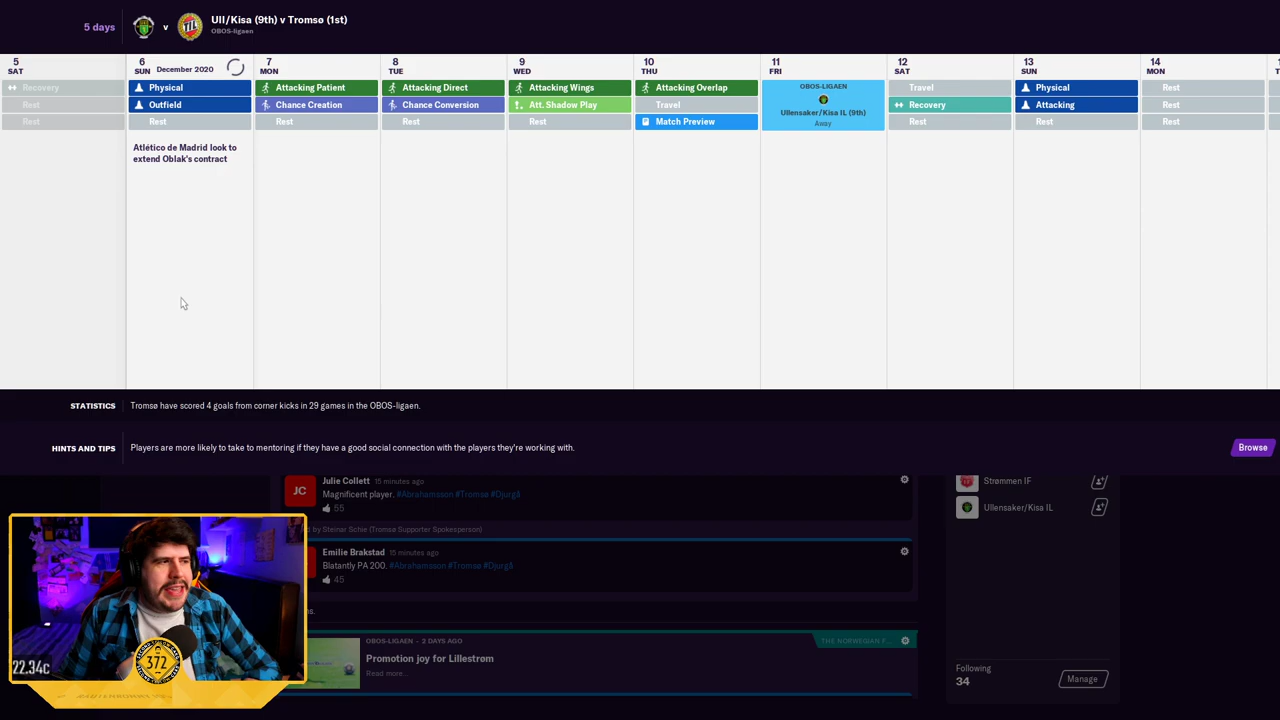 5 days
v
Ull/Kisa (9th) v Tromsø (1st)
OBOS-ligaen
5 SAT
6 SUN December 2020
7 MON
8 TUE
9 WED
10 THU
11 FRI
12 SAT
13 SUN
14 MON
Recovery
Rest
Rest
Physical
Outfield
Rest
Atlético de Madrid look to
extend Oblak's contract
Attacking Patient
Chance Creation
Rest
Attacking Direct
Chance Conversion
Rest
Attacking Wings
Att. Shadow Play
Rest
Attacking Overlap
Travel
Match Preview
OBOS-LIGAEN
Ullensaker/Kisa IL (9th)
Away
Travel
Recovery
Rest
Physical
Attacking
Rest
Rest
Rest
Rest
STATISTICS
Tromsø have scored 4 goals from corner kicks in 29 games in the OBOS-ligaen.
HINTS AND TIPS
Players are more likely to take to mentoring if they have a good social connection with the players they're working with.
Browse
JC
Julie Collett 15 minutes ago
Magnificent player. #Abrahamsson #Tromsø #Djurgå
55
d by Steinar Schie (Tromsø Supporter Spokesperson)
Emilie Brakstad 15 minutes ago
Blatantly PA 200. #Abrahamsson #Tromsø #Djurgå
45
OBOS-LIGAEN - 2 DAYS AGO
THE NORWEGIAN F...
Promotion joy for Lillestrøm
Read more...
Strømmen IF
Ullensaker/Kisa IL
Following
34
Manage
22.34c
372